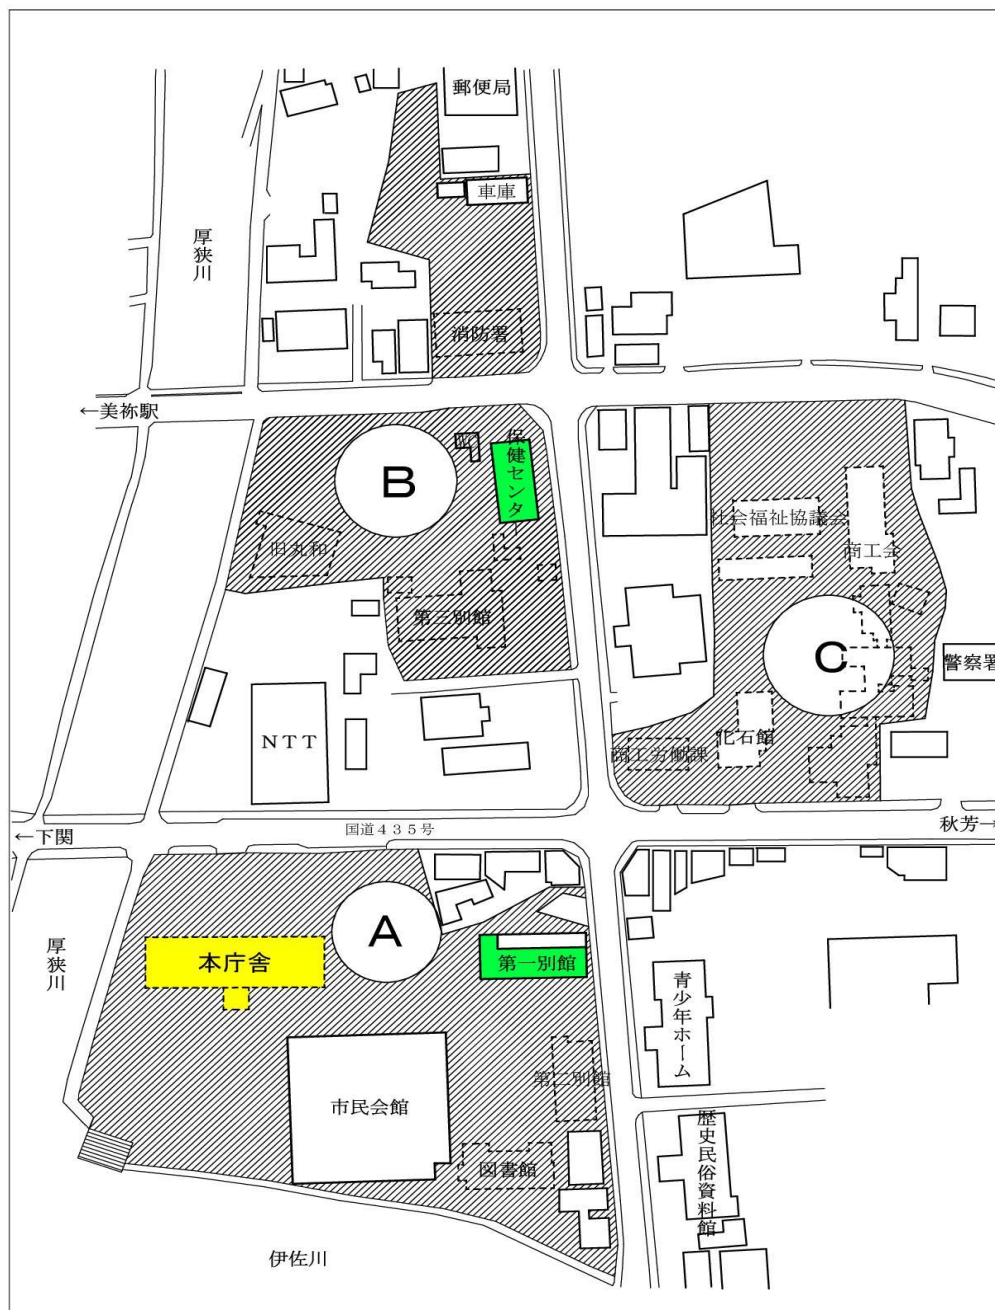 郵便局
車庫
厚狭川
消防署
←美祢駅
保健センタ
B
社会福祉協議会
旧丸和
商工会
第三別館
C
警察署
NTT
化石館
商工労働課
国道435号
←下関
秋芳→
A
厚狭川
本庁舎
第一別館
青少年ホーム
第二別館
市民会館
歴史民俗資料館
図書館
伊佐川